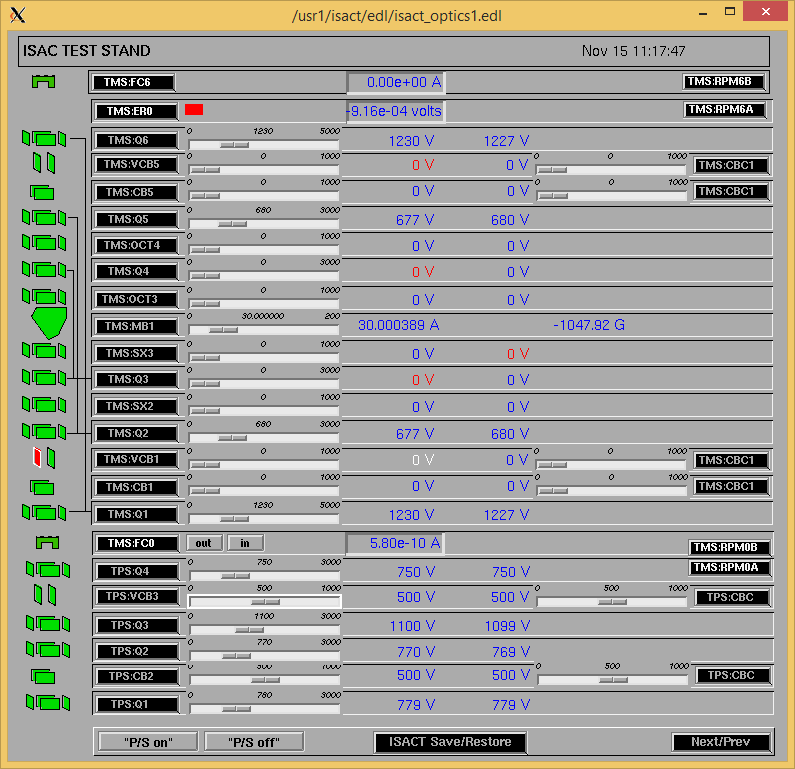 /usr1/isact/edl/isact_optics1.edl
ISAC TEST STAND Nov 15 11:17:47
TMS:FC6 0.00e+00 A TMS:RPM6B
TMS:ER0 -9.16e-04 volts TMS:RPM6A
0 1230 5000
TMS:Q6 1230 V 1227 V
0 0 1000 0 0 1000
TMS:VCB5 0 V 0 V TMS:CBC1
0 0 1000 0 0 1000
TMS:CB5 0 V 0 V TMS:CBC1
0 680 3000
TMS:Q5 677 V 680 V
0 0 1000
TMS:OCT4 0 V 0 V
0 0 1000
TMS:Q4 0 V 0 V
0 0 1000
TMS:OCT3 0 V 0 V
0 30.000000 200
TMS:MB1 30.000389 A -1047.92 G
0 0 1000
TMS:SX3 0 V 0 V
0 0 1000
TMS:Q3 0 V 0 V
0 0 1000
TMS:SX2 0 V 0 V
0 680 3000
TMS:Q2 677 V 680 V
0 0 1000 0 0 1000
TMS:VCB1 0 V 0 V TMS:CBC1
0 0 1000 0 0 1000
TMS:CB1 0 V 0 V TMS:CBC1
0 1230 5000
TMS:Q1 1230 V 1227 V
TMS:FC0 out in 5.80e-10 A TMS:RPM0B
0 750 3000 TMS:RPM0A
TPS:Q4 750 V 750 V
0 500 1000 0 500 1000
TPS:VCB3 500 V 500 V TPS:CBC
0 1100 3000
TPS:Q3 1100 V 1099 V
0 770 3000
TPS:Q2 770 V 769 V
0 500 1000 0 500 1000
TPS:CB2 500 V 500 V TPS:CBC
0 780 3000
TPS:Q1 779 V 779 V
"P/S on" "P/S off" ISACT Save/Restore Next/Prev